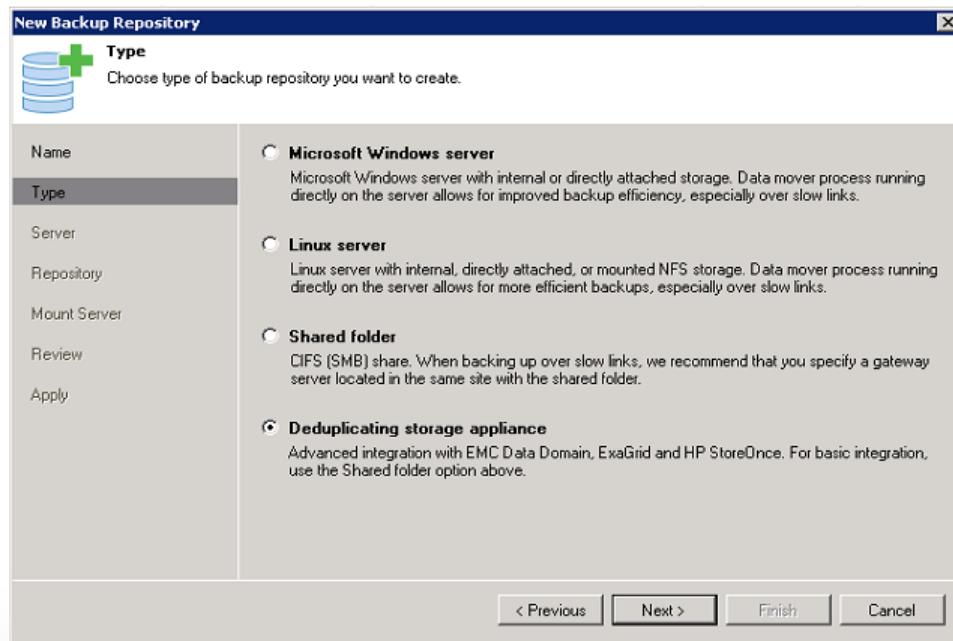 New Backup Repository
Type
Choose type of backup repository you want to create.
Name
Type
Server
Repository
Mount Server
Review
Apply
Microsoft Windows server
Microsoft Windows server with internal or directly attached storage. Data mover process running
directly on the server allows for improved backup efficiency, especially over slow links.
Linux server
Linux server with internal, directly attached, or mounted NFS storage. Data mover process running
directly on the server allows for more efficient backups, especially over slow links.
Shared folder
CIFS (SMB) share. When backing up over slow links, we recommend that you specify a gateway
server located in the same site with the shared folder.
Deduplicating storage appliance
Advanced integration with EMC Data Domain, ExaGrid and HP StoreOnce. For basic integration,
use the Shared folder option above.
< Previous
Next >
Finish
Cancel